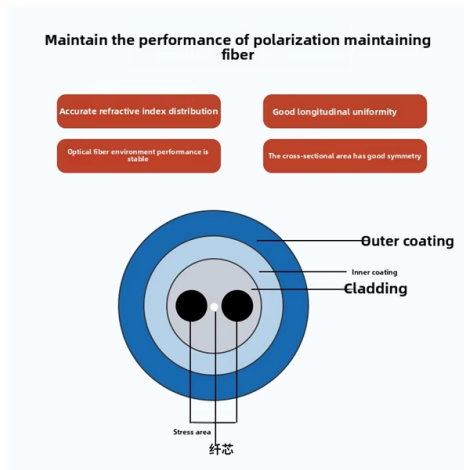 Maintain the performance of polarization maintaining
fiber
Accurate refractive index distribution
Good longitudinal uniformity
Optical fiber environment performance is
stable
The cross-sectional area has good symmetry
Outer coating
Inner coating
Cladding
Stress area
纤芯